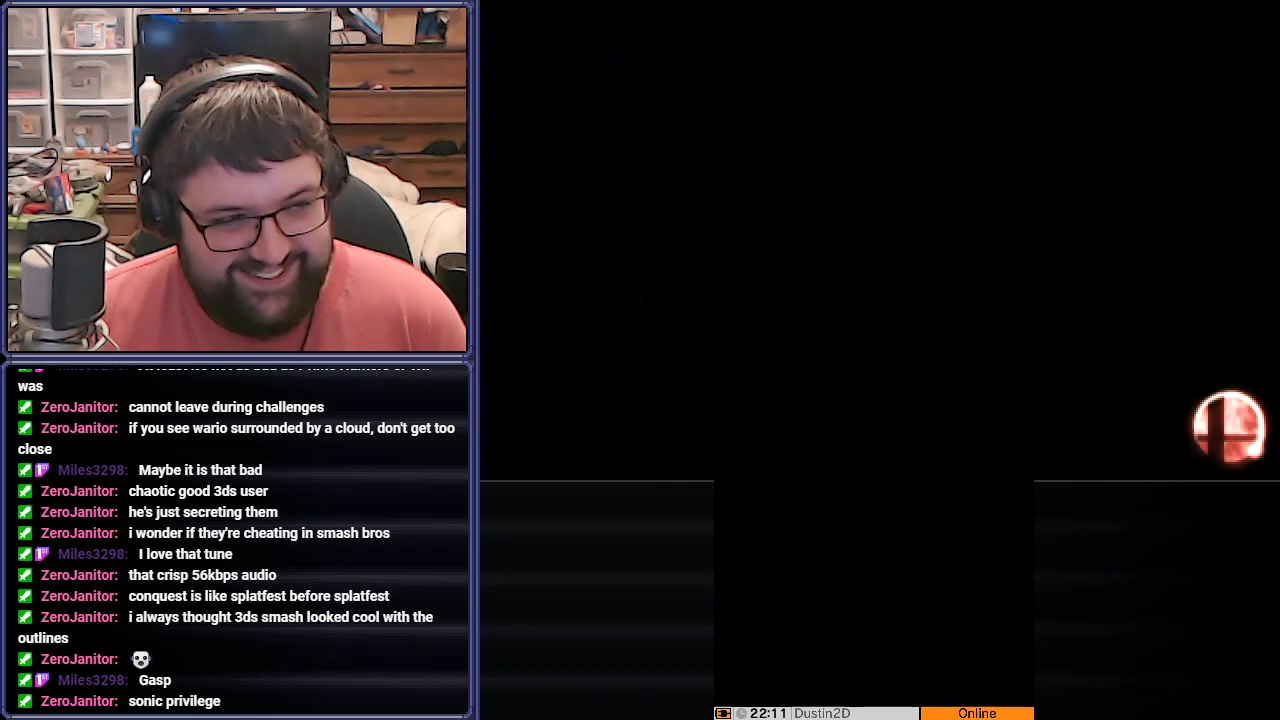 was
ZeroJanitor: cannot leave during challenges
ZeroJanitor: if you see wario surrounded by a cloud, don't get too
close
Miles3298: Maybe it is that bad
ZeroJanitor: chaotic good 3ds user
ZeroJanitor: he's just secreting them
ZeroJanitor: i wonder if they're cheating in smash bros
Miles3298: I love that tune
ZeroJanitor: that crisp 56kbps audio
ZeroJanitor: conquest is like splatfest before splatfest
ZeroJanitor: i always thought 3ds smash looked cool with the
outlines
ZeroJanitor:
Miles3298: Gasp
ZeroJanitor: sonic privilege
22:11 Dustin2D Online